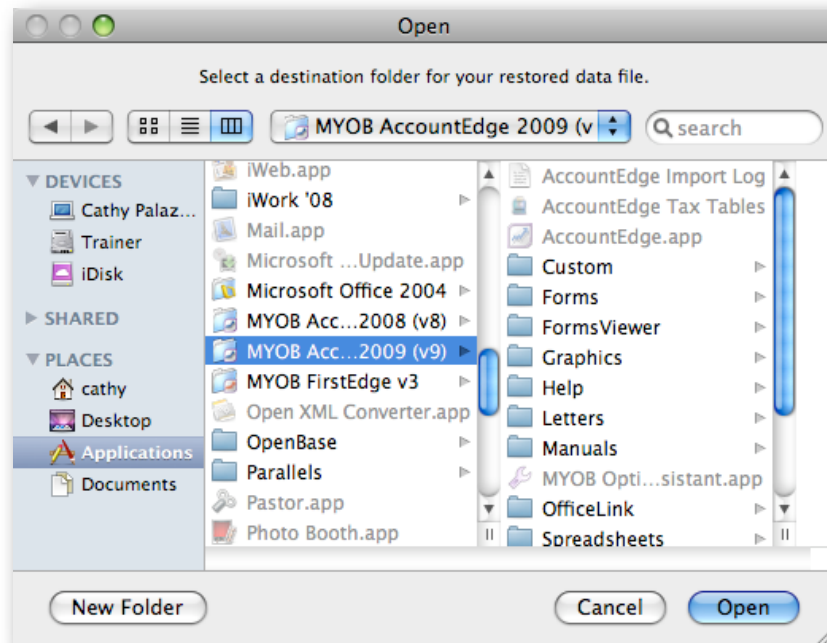 Open
Select a destination folder for your restored data file.
MYOB AccountEdge 2009 (v
search
DEVICES
Cathy Palaz...
Trainer
iDisk
SHARED
PLACES
cathy
Desktop
Applications
Documents
iWeb.app
iWork '08
Mail.app
Microsoft ...Update.app
Microsoft Office 2004
MYOB Acc...2008 (v8)
MYOB Acc...2009 (v9)
MYOB FirstEdge v3
Open XML Converter.app
OpenBase
Parallels
Pastor.app
Photo Booth.app
AccountEdge Import Log
AccountEdge Tax Tables
AccountEdge.app
Custom
Forms
FormsViewer
Graphics
Help
Letters
Manuals
MYOB Opti...sistant.app
OfficeLink
Spreadsheets
New Folder
Cancel
Open